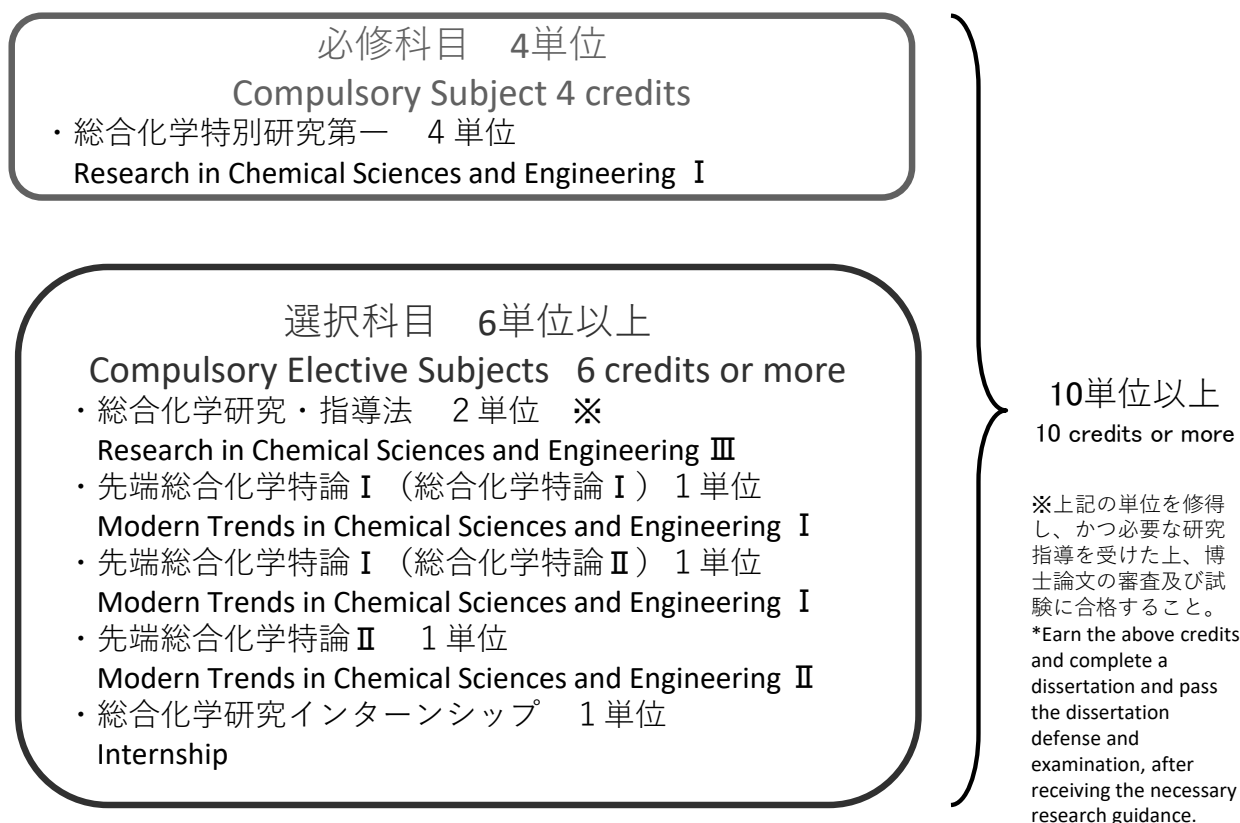 必修科目　4単位
Compulsory Subject 4 credits
・総合化学特別研究第一　４単位
Research in Chemical Sciences and Engineering Ⅰ
選択科目　6単位以上
Compulsory Elective Subjects 6 credits or more
・総合化学研究・指導法　２単位　※
Research in Chemical Sciences and Engineering Ⅲ
・先端総合化学特論Ⅰ（総合化学特論Ⅰ）１単位
Modern Trends in Chemical Sciences and Engineering Ⅰ
・先端総合化学特論Ⅰ（総合化学特論Ⅱ）１単位
Modern Trends in Chemical Sciences and Engineering Ⅰ
・先端総合化学特論Ⅱ　１単位
Modern Trends in Chemical Sciences and Engineering Ⅱ
・総合化学研究インターンシップ　１単位
Internship
10単位以上
10 credits or more
※上記の単位を修得
し、かつ必要な研究
指導を受けた上、博
士論文の審査及び試
験に合格すること。
*Earn the above credits
and complete a
dissertation and pass
the dissertation
defense and
examination, after
receiving the necessary
research guidance.